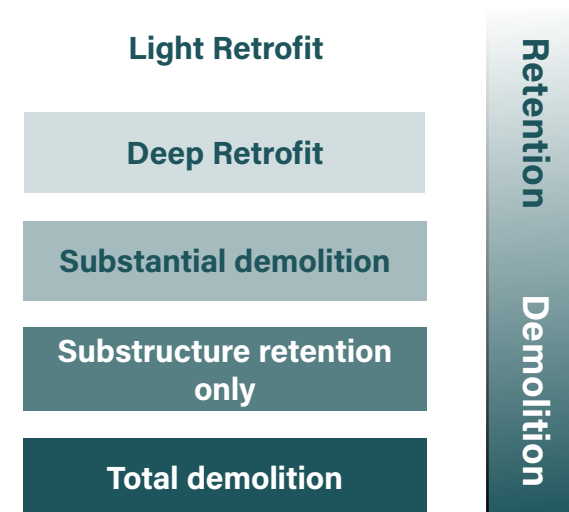 Light Retrofit
Deep Retrofit
Substantial demolition
Substructure retention
only
Total demolition
Retention
Demolition